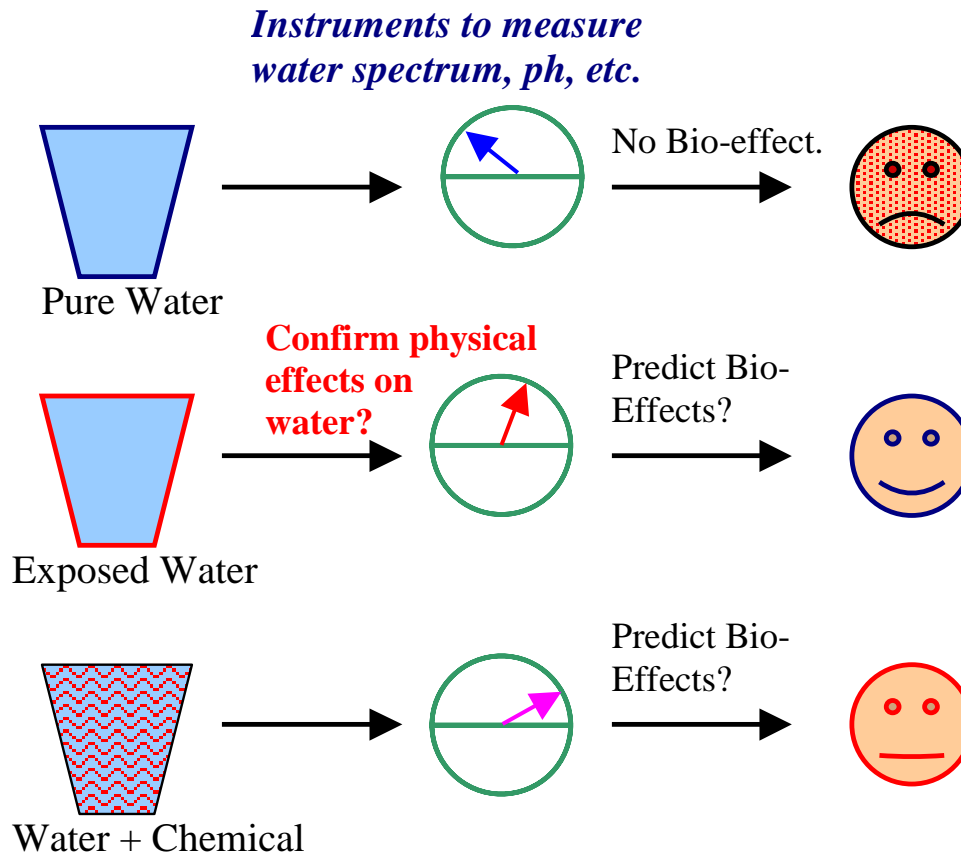 Instruments to measure
water spectrum, ph, etc.
No Bio-effect.
Pure Water
Confirm physical
effects on
water?
Predict Bio-
Effects?
Exposed Water
Predict Bio-
Effects?
Water + Chemical